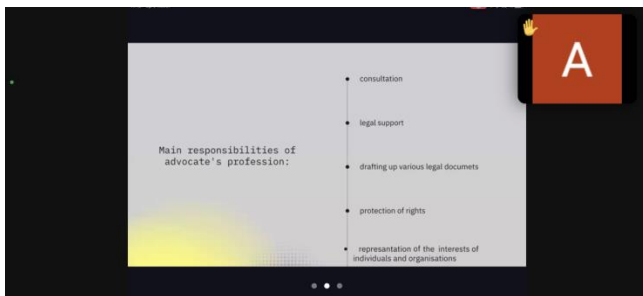 Main responsibilities of
advocate's profession:
consultation
legal support
drafting up various legal documets
protection of rights
represantation of the interests of
individuals and organisations
A